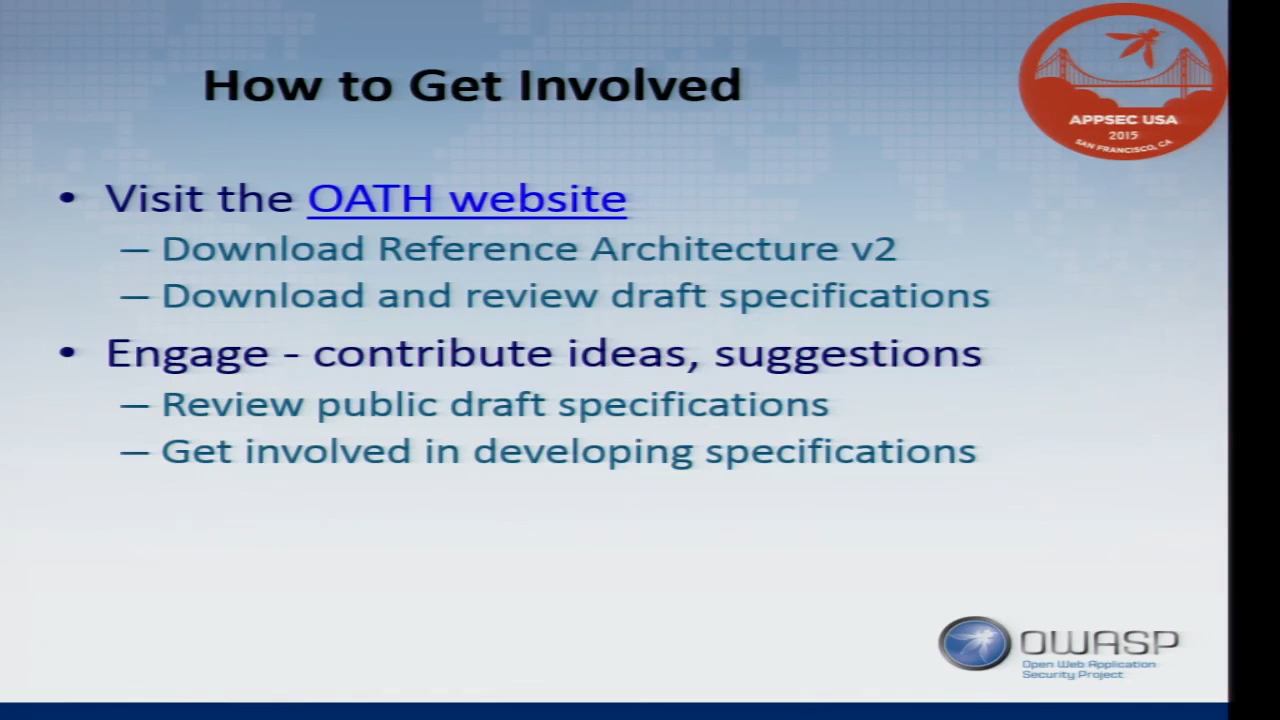 How to Get Involved
APPSEC USA
2015
SAN FRANCISCO, CA
• Visit the OATH website
– Download Reference Architecture v2
– Download and review draft specifications
• Engage - contribute ideas, suggestions
– Review public draft specifications
– Get involved in developing specifications
OWASP
Open Web Application
Security Project